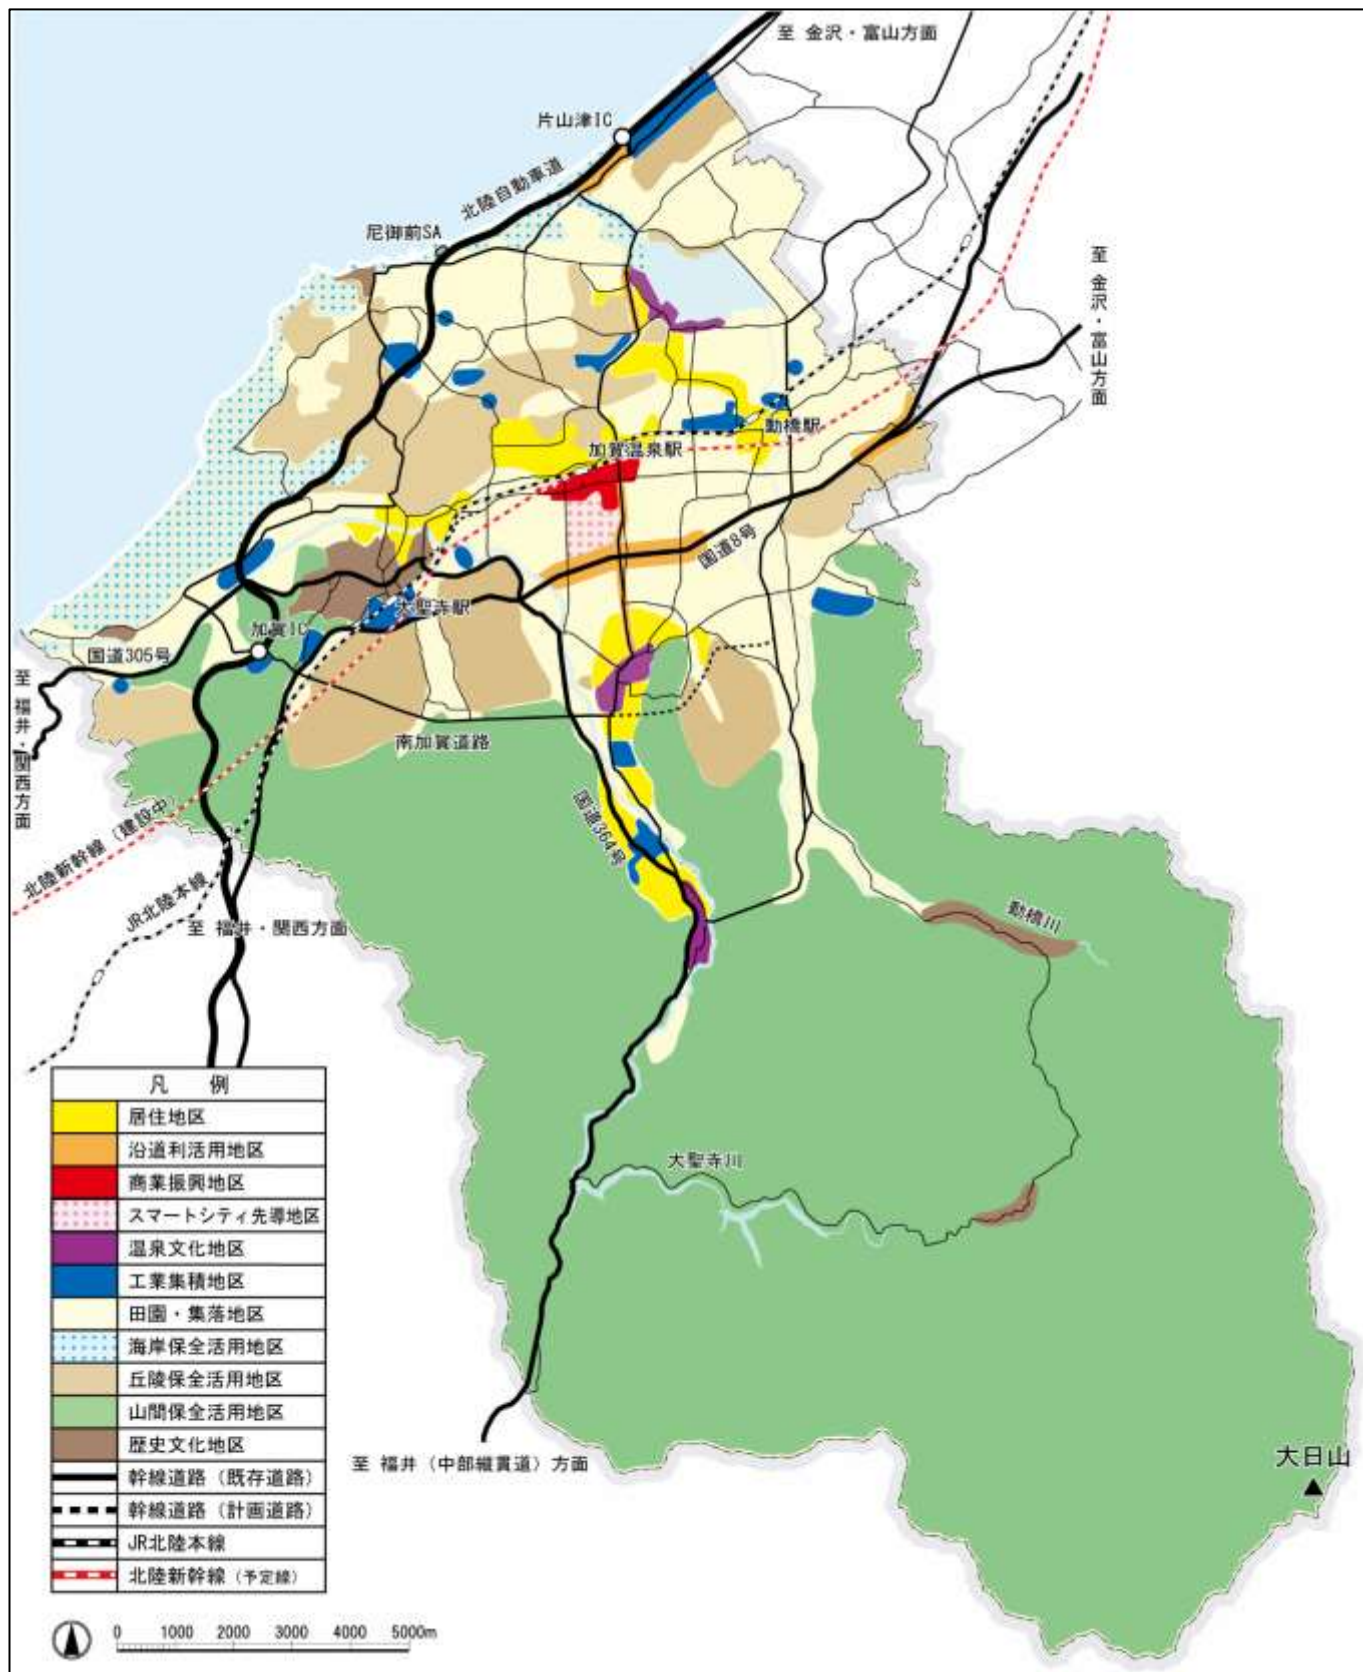 至 金沢・富山方面
片山津IC
北陸自動車道
尼御前SA
至 金沢・富山方面
動橋駅
加賀温泉駅
国道8号
大聖寺駅
加賀IC
国道305号
至 福井・関西方面
南加賀道路
国道364号
北陸新幹線（建設中）
JR北陸本線
至 福井・関西方面
動橋川
大聖寺川
至 福井（中部縦貫道）方面
大日山
凡 例
居住地区
沿道利活用地区
商業振興地区
スマートシティ先導地区
温泉文化地区
工業集積地区
田園・集落地区
海岸保全活用地区
丘陵保全活用地区
山間保全活用地区
歴史文化地区
幹線道路（既存道路）
幹線道路（計画道路）
JR北陸本線
北陸新幹線（予定線）
0 1000 2000 3000 4000 5000m